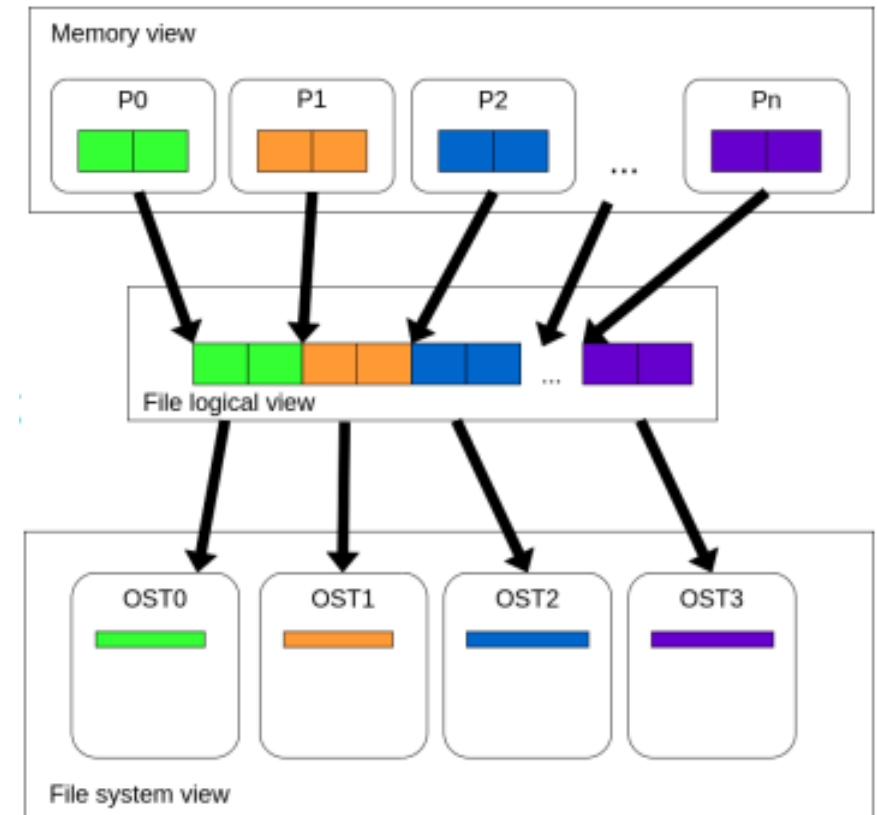 Memory view
P0 P1 P2 Pn
...
...
File logical view
OST0 OST1 OST2 OST3
File system view